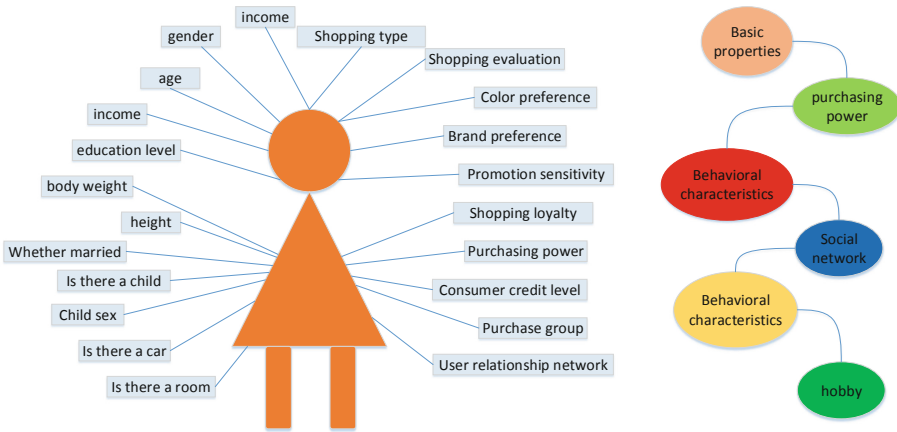 income
gender
Shopping type
age
Shopping evaluation
income
Color preference
education level
Brand preference
body weight
Promotion sensitivity
height
Shopping loyalty
Whether married
Purchasing power
Is there a child
Consumer credit level
Child sex
Purchase group
Is there a car
User relationship network
Is there a room
Basic
properties
purchasing
power
Behavioral
characteristics
Social
network
Behavioral
characteristics
hobby